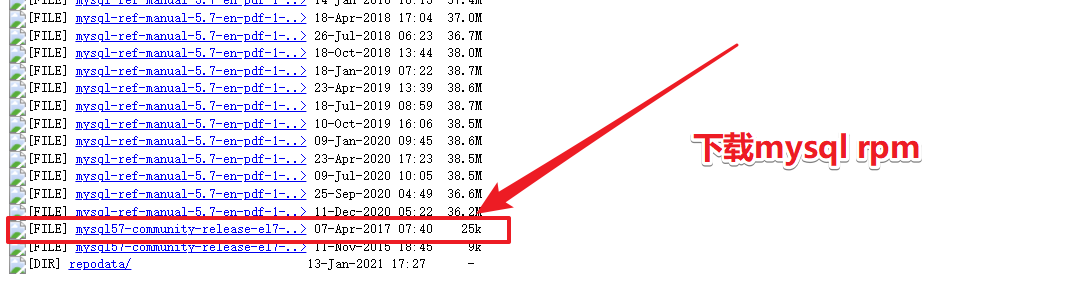 [FILE] mysql-ref-manual-5.7-en-pdf-1-..> 14-Jan-2018 16:13 37.4M
[FILE] mysql-ref-manual-5.7-en-pdf-1-..> 18-Apr-2018 17:04 37.0M
[FILE] mysql-ref-manual-5.7-en-pdf-1-..> 26-Jul-2018 06:23 36.7M
[FILE] mysql-ref-manual-5.7-en-pdf-1-..> 18-Oct-2018 13:44 38.0M
[FILE] mysql-ref-manual-5.7-en-pdf-1-..> 18-Jan-2019 07:22 38.7M
[FILE] mysql-ref-manual-5.7-en-pdf-1-..> 23-Apr-2019 13:39 38.6M
[FILE] mysql-ref-manual-5.7-en-pdf-1-..> 18-Jul-2019 08:59 38.7M
[FILE] mysql-ref-manual-5.7-en-pdf-1-..> 10-Oct-2019 16:06 38.5M
[FILE] mysql-ref-manual-5.7-en-pdf-1-..> 09-Jan-2020 09:45 38.6M
下载mysql rpm
[FILE] mysql-ref-manual-5.7-en-pdf-1-..> 23-Apr-2020 17:23 38.5M
[FILE] mysql-ref-manual-5.7-en-pdf-1-..> 09-Jul-2020 10:05 38.5M
[FILE] mysql-ref-manual-5.7-en-pdf-1-..> 25-Sep-2020 04:49 36.6M
[FILE] mysql-ref-manual-5.7-en-pdf-1-..> 11-Dec-2020 05:22 36.2M
[FILE] mysql57-community-release-el7-..> 07-Apr-2017 07:40 25k
[FILE] mysql57-community-release-el7-..> 11-Nov-2015 18:45 9k
[DIR] repodata/ 13-Jan-2021 17:27 -